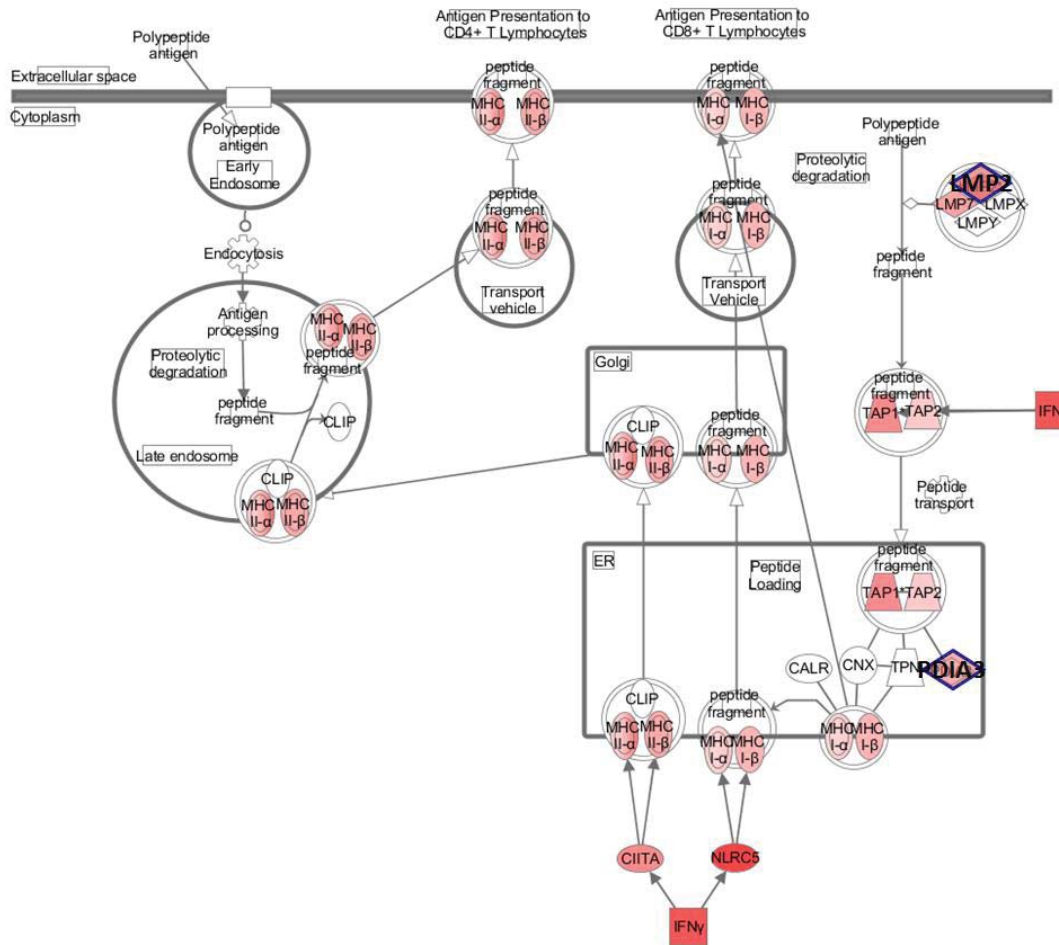 Antigen Presentation to
CD4+ T Lymphocytes
Antigen Presentation to
CD8+ T Lymphocytes
Polypeptide
antigen
Extracellular space
Cytoplasm
peptide
fragment
MHC
II-α
MHC
II-β
peptide
fragment
MHC
I-α
MHC
I-β
Polypeptide
antigen
Early
Endosome
Polypeptide
antigen
Proteolytic
degradation
LMP2
LMP7
LMPX
LMPY
peptide
fragment
MHC
II-α
MHC
II-β
Transport
vehicle
peptide
fragment
MHC
I-α
MHC
I-β
Transport
Vehicle
Endocytosis
peptide
fragment
Antigen
processing
MHC
II-α
MHC
II-β
peptide
fragment
Proteolytic
degradation
peptide
fragment
CLIP
Late endosome
CLIP
MHC
II-α
MHC
II-β
Golgi
CLIP
MHC
II-α
MHC
II-β
peptide
fragment
MHC
I-α
MHC
I-β
peptide
fragment
TAP1*
TAP2
IFN
Peptide
transport
ER
Peptide
Loading
peptide
fragment
TAP1*
TAP2
CALR
CNX
TPN
PDIA3
CLIP
MHC
II-α
MHC
II-β
peptide
fragment
MHC
I-α
MHC
I-β
MHC
I-α
MHC
I-β
CIITA
NLRC5
IFNγ